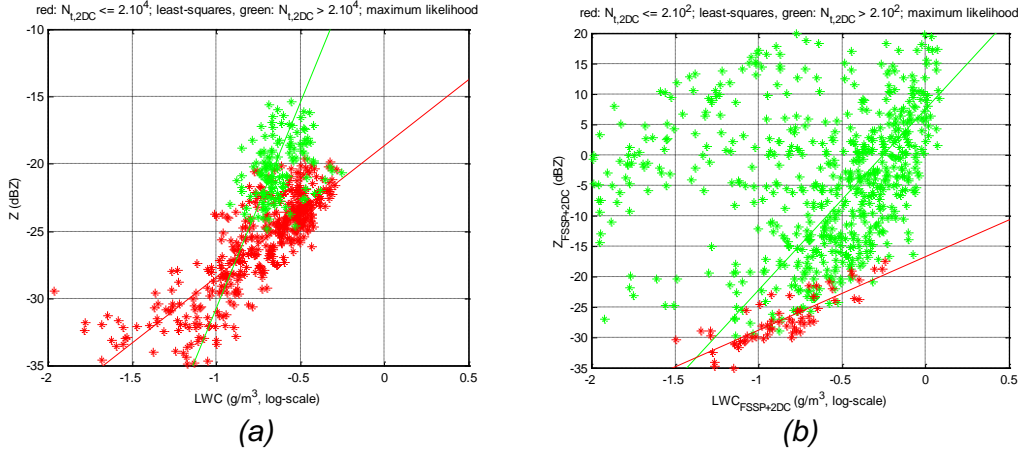 red: N_t,2DC <= 2.10^4; least-squares, green: N_t,2DC > 2.10^4; maximum likelihood
-10
-15
-20
-25
-30
-35
Z (dBZ)
-2 -1.5 -1 -0.5 0 0.5
LWC (g/m^3, log-scale)
(a)
red: N_t,2DC <= 2.10^2; least-squares, green: N_t,2DC > 2.10^2; maximum likelihood
20
15
10
5
0
-5
-10
-15
-20
-25
-30
-35
Z_FSSP+2DC (dBZ)
-2 -1.5 -1 -0.5 0 0.5
LWC_FSSP+2DC (g/m^3, log-scale)
(b)